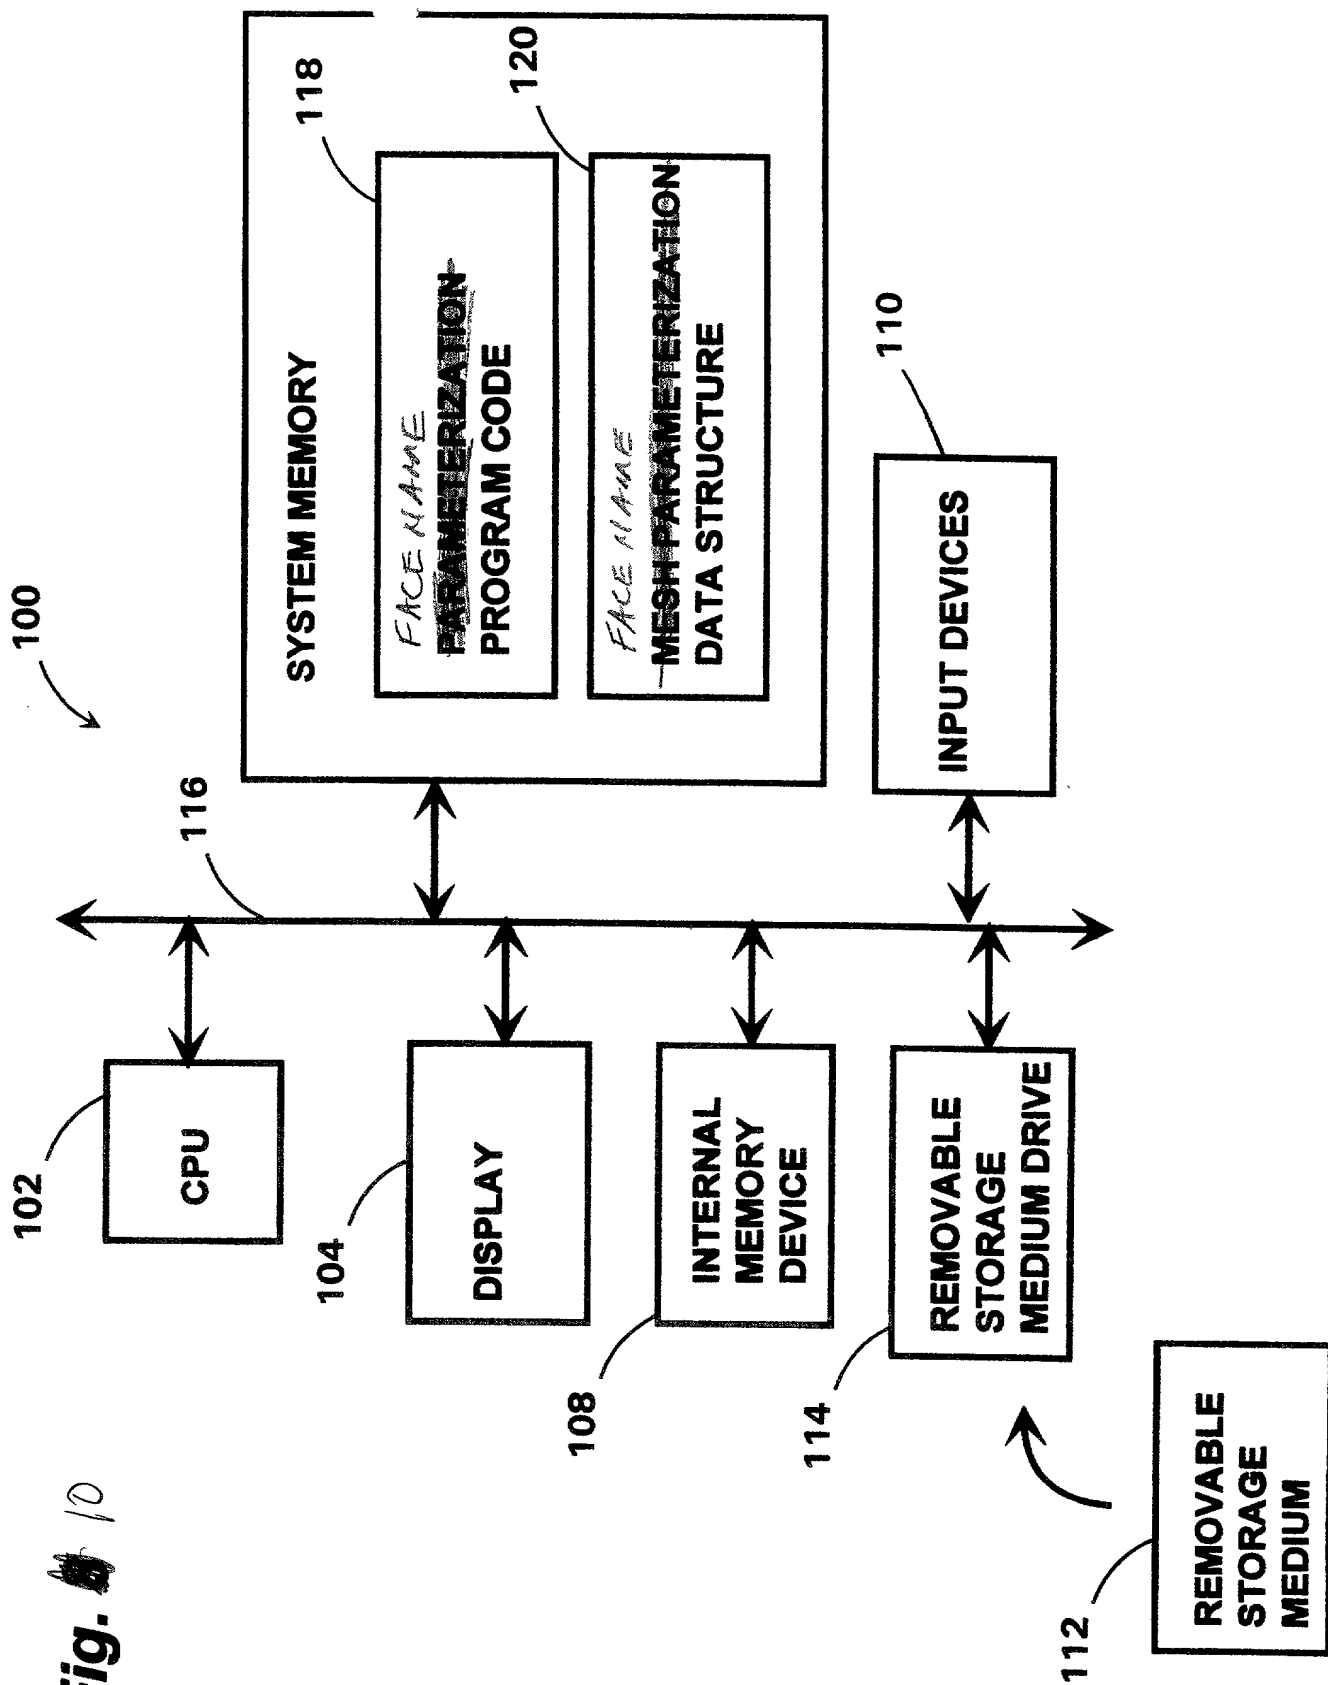 Fig. 10
100
102
CPU
116
104
DISPLAY
108
INTERNAL
MEMORY
DEVICE
114
REMOVABLE
STORAGE
MEDIUM DRIVE
112
REMOVABLE
STORAGE
MEDIUM
SYSTEM MEMORY
118
FACE NAME
PARAMETERIZATION
PROGRAM CODE
120
FACE NAME
MESH PARAMETERIZATION
DATA STRUCTURE
110
INPUT DEVICES